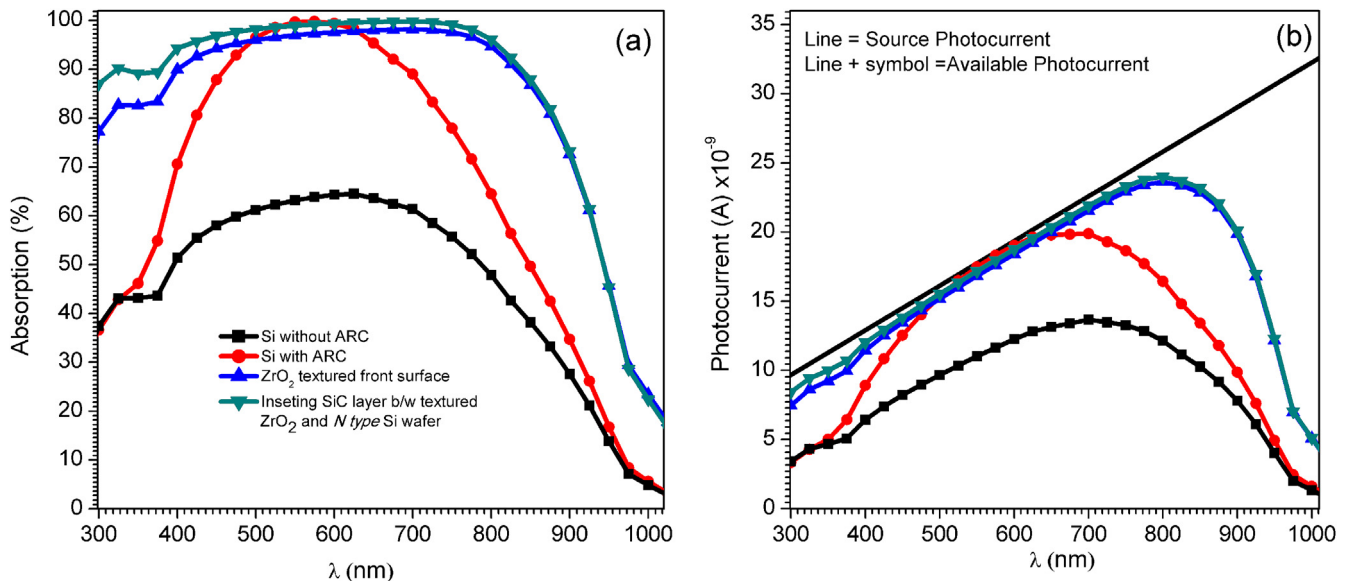 (a)
100
90
80
70
60
50
40
30
20
10
0
Absorption (%)
Si without ARC
Si with ARC
ZrO2 textured front surface
Inseting SiC layer b/w textured
ZrO2 and N type Si wafer
300 400 500 600 700 800 900 1000
λ (nm)
(b)
Line = Source Photocurrent
Line + symbol =Available Photocurrent
35
30
25
20
15
10
5
0
Photocurrent (A) x10-9
300 400 500 600 700 800 900 1000
λ (nm)